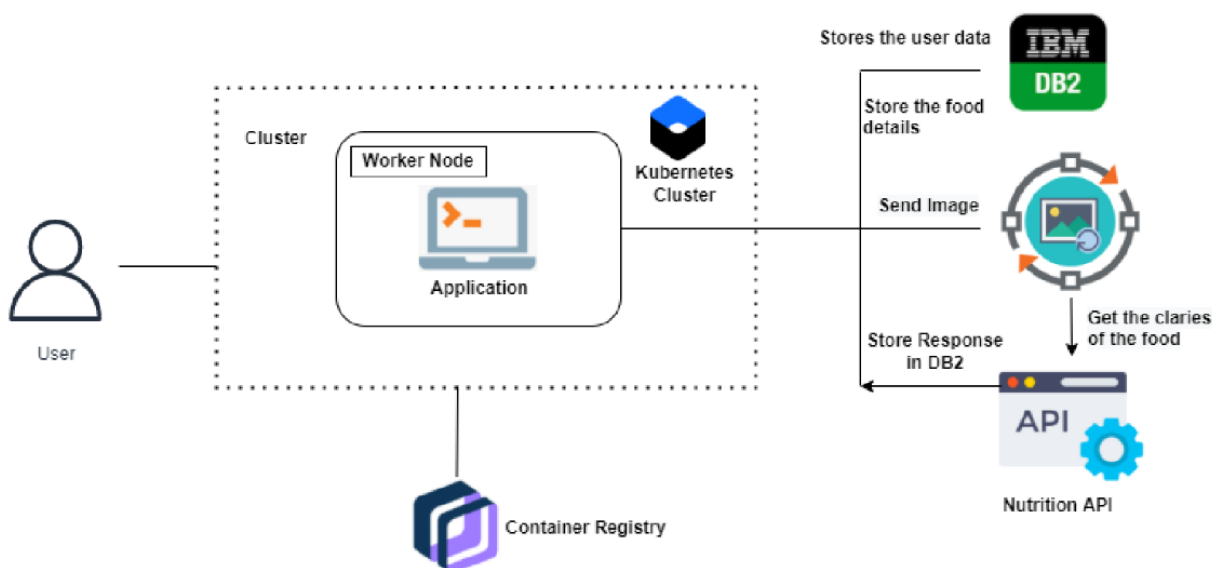 Stores the user data
IBM
DB2
Store the food
details
Cluster
Worker Node
Kubernetes
Cluster
Send Image
Application
User
Get the claries
of the food
Store Response
in DB2
API
Nutrition API
Container Registry